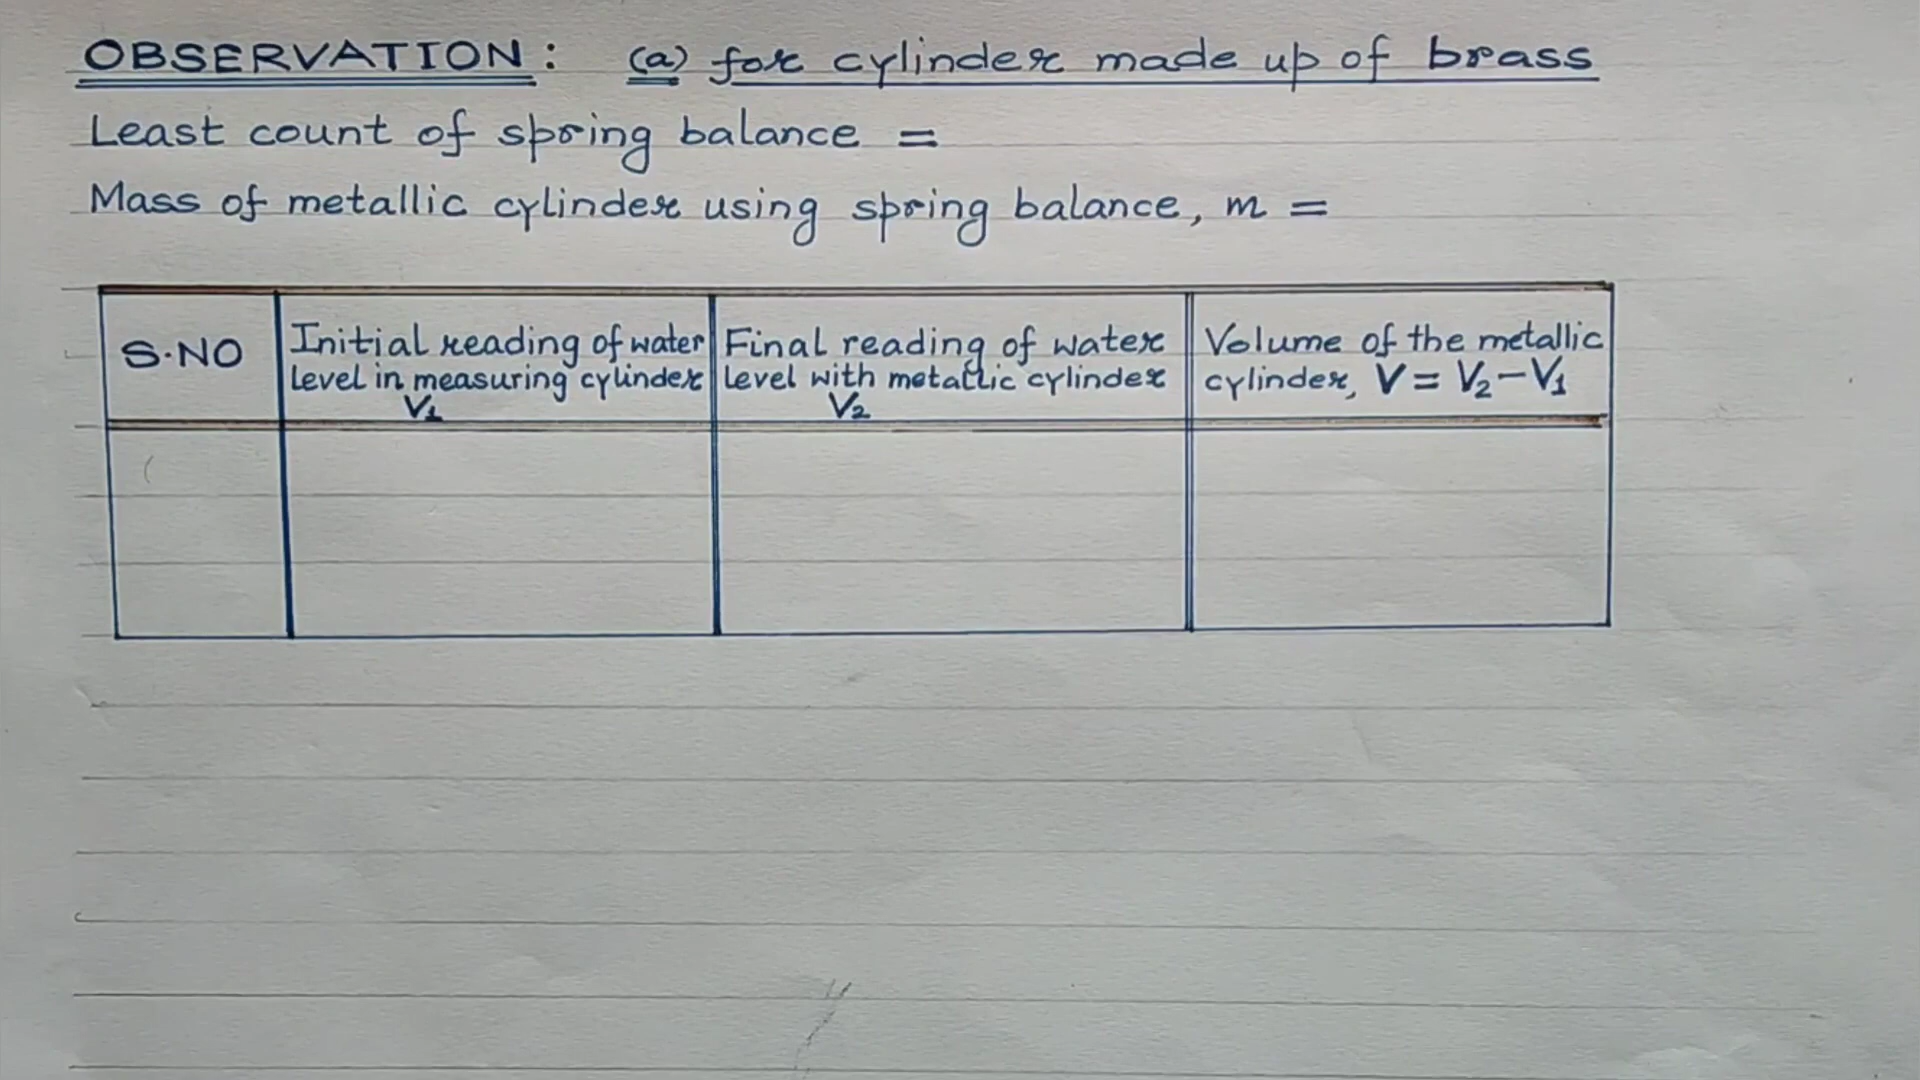 OBSERVATION: (a) for cylinder made up of brass
Least count of spring balance =
Mass of metallic cylinder using spring balance, m =
S.NO
Initial reading of water
level in measuring cylinder
V₁
Final reading of water
level with metallic cylinder
V₂
Volume of the metallic
cylinder, V = V₂-V₁